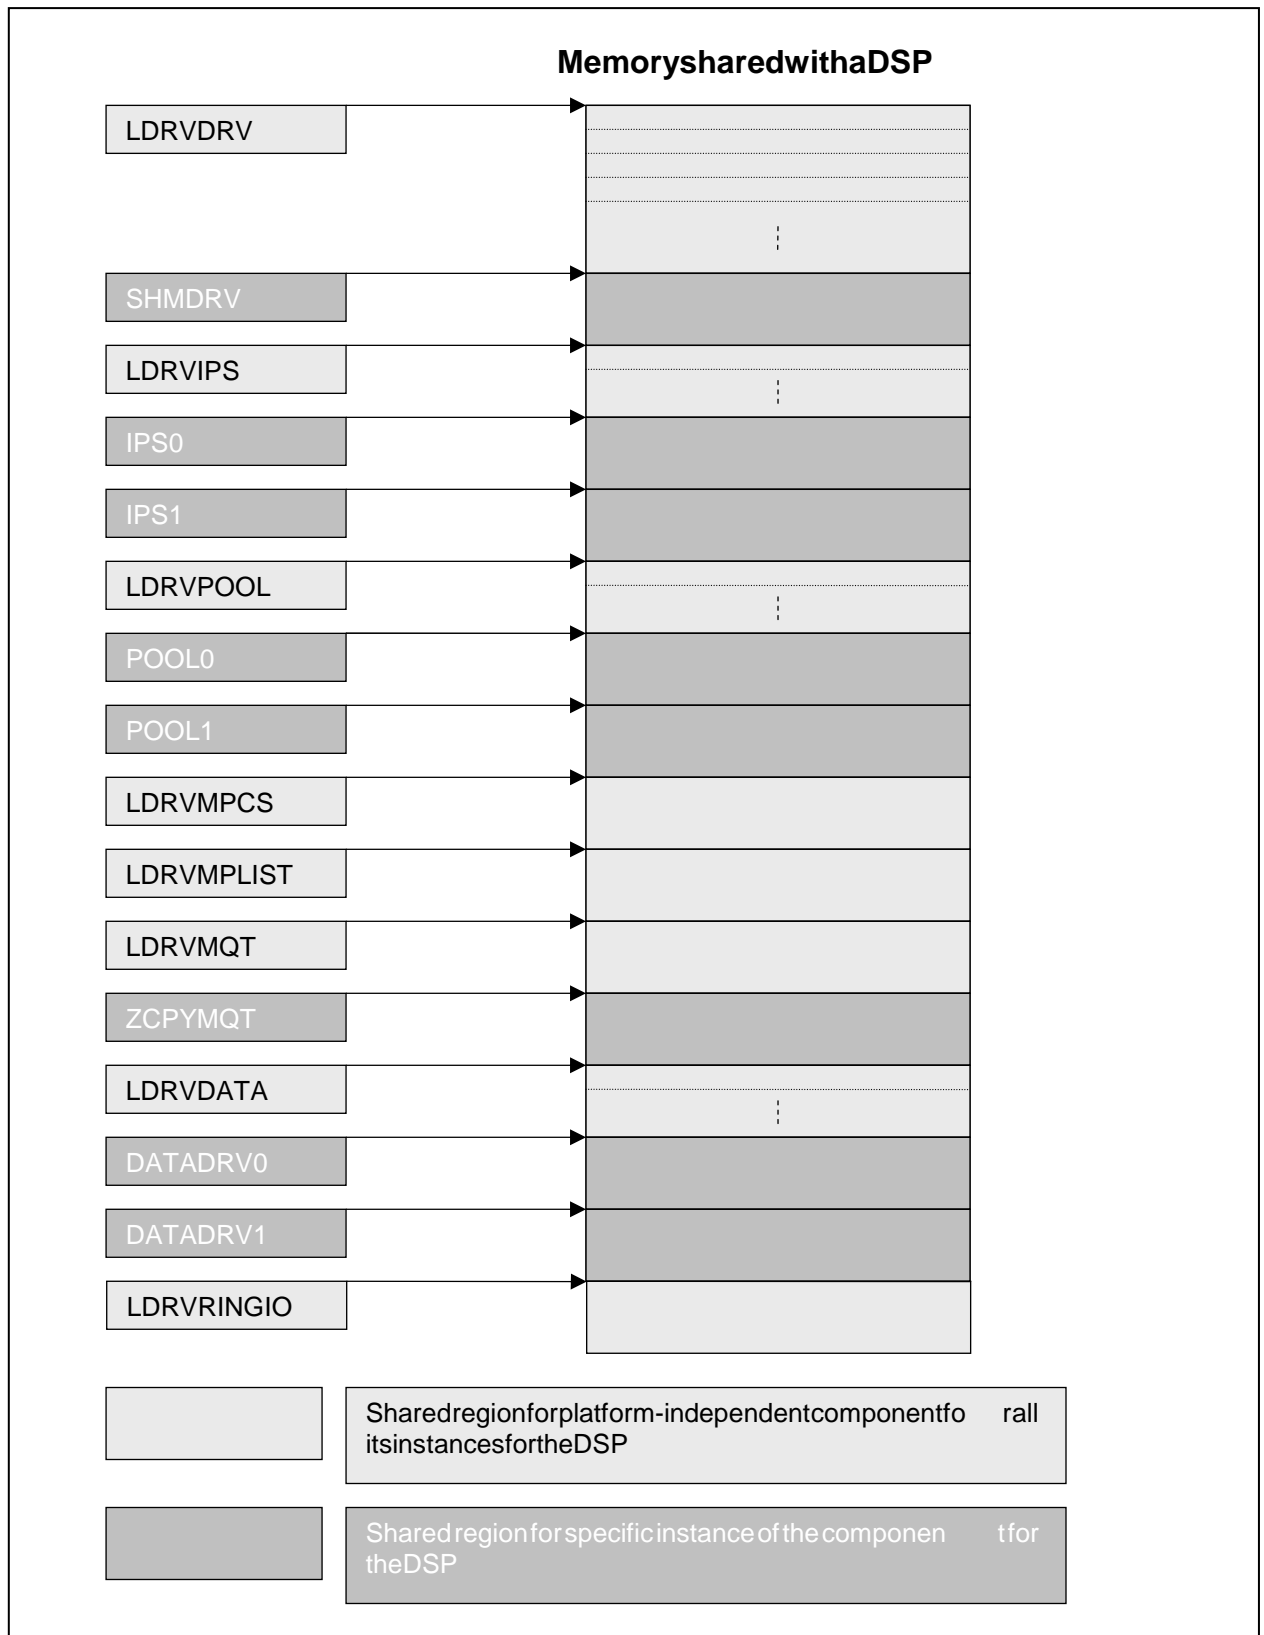 MemorysharedwithaDSP
LDRVDRV
SHMDRV
LDRVIPS
IPS0
IPS1
LDRVPOOL
POOL0
POOL1
LDRVMPCS
LDRVMPLIST
LDRVMQT
ZCPYMQT
LDRVDATA
DATADRV0
DATADRV1
LDRVRINGIO
Sharedregionforplatform-independentcomponentfo rall
itsinstancesfortheDSP
Sharedregionforspecificinstanceofthecomponen tfor
theDSP